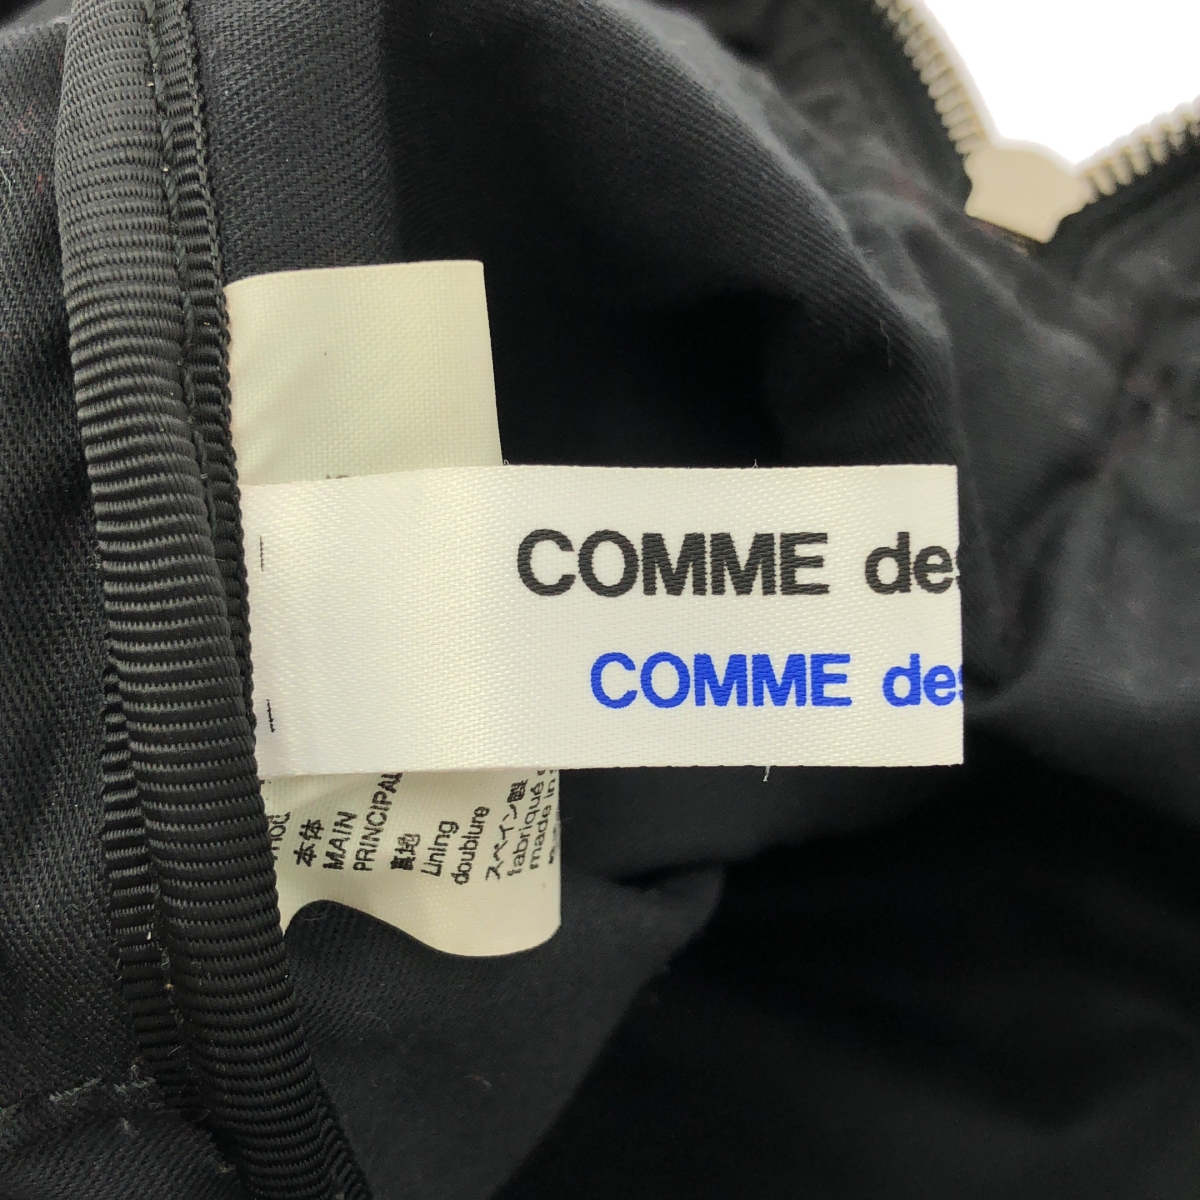 COMME des
COMME des
本体
MAIN
PRINCIPAL
裏地
Lining
doublure
スペイン製
fabriqué
made in